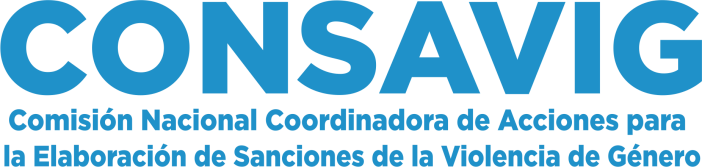 CONSAVIG
Comisión Nacional Coordinadora de Acciones para
la Elaboración de Sanciones de la Violencia de Género